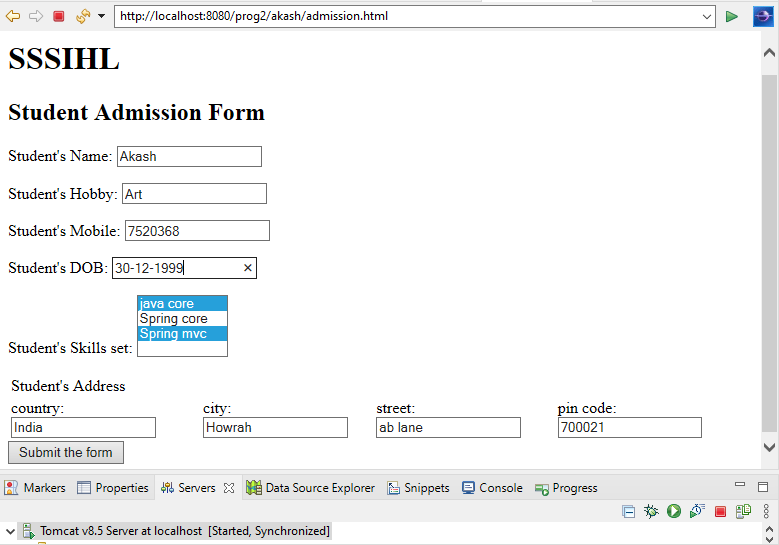 http://localhost:8080/prog2/akash/admission.html
SSSIHL
Student Admission Form
Student's Name: Akash
Student's Hobby: Art
Student's Mobile: 7520368
Student's DOB: 30-12-1999
java core
Spring core
Spring mvc
Student's Skills set:
Student's Address
country: city: street: pin code:
India Howrah ab lane 700021
Submit the form
Markers Properties Servers Data Source Explorer Snippets Console Progress
Tomcat v8.5 Server at localhost [Started, Synchronized]